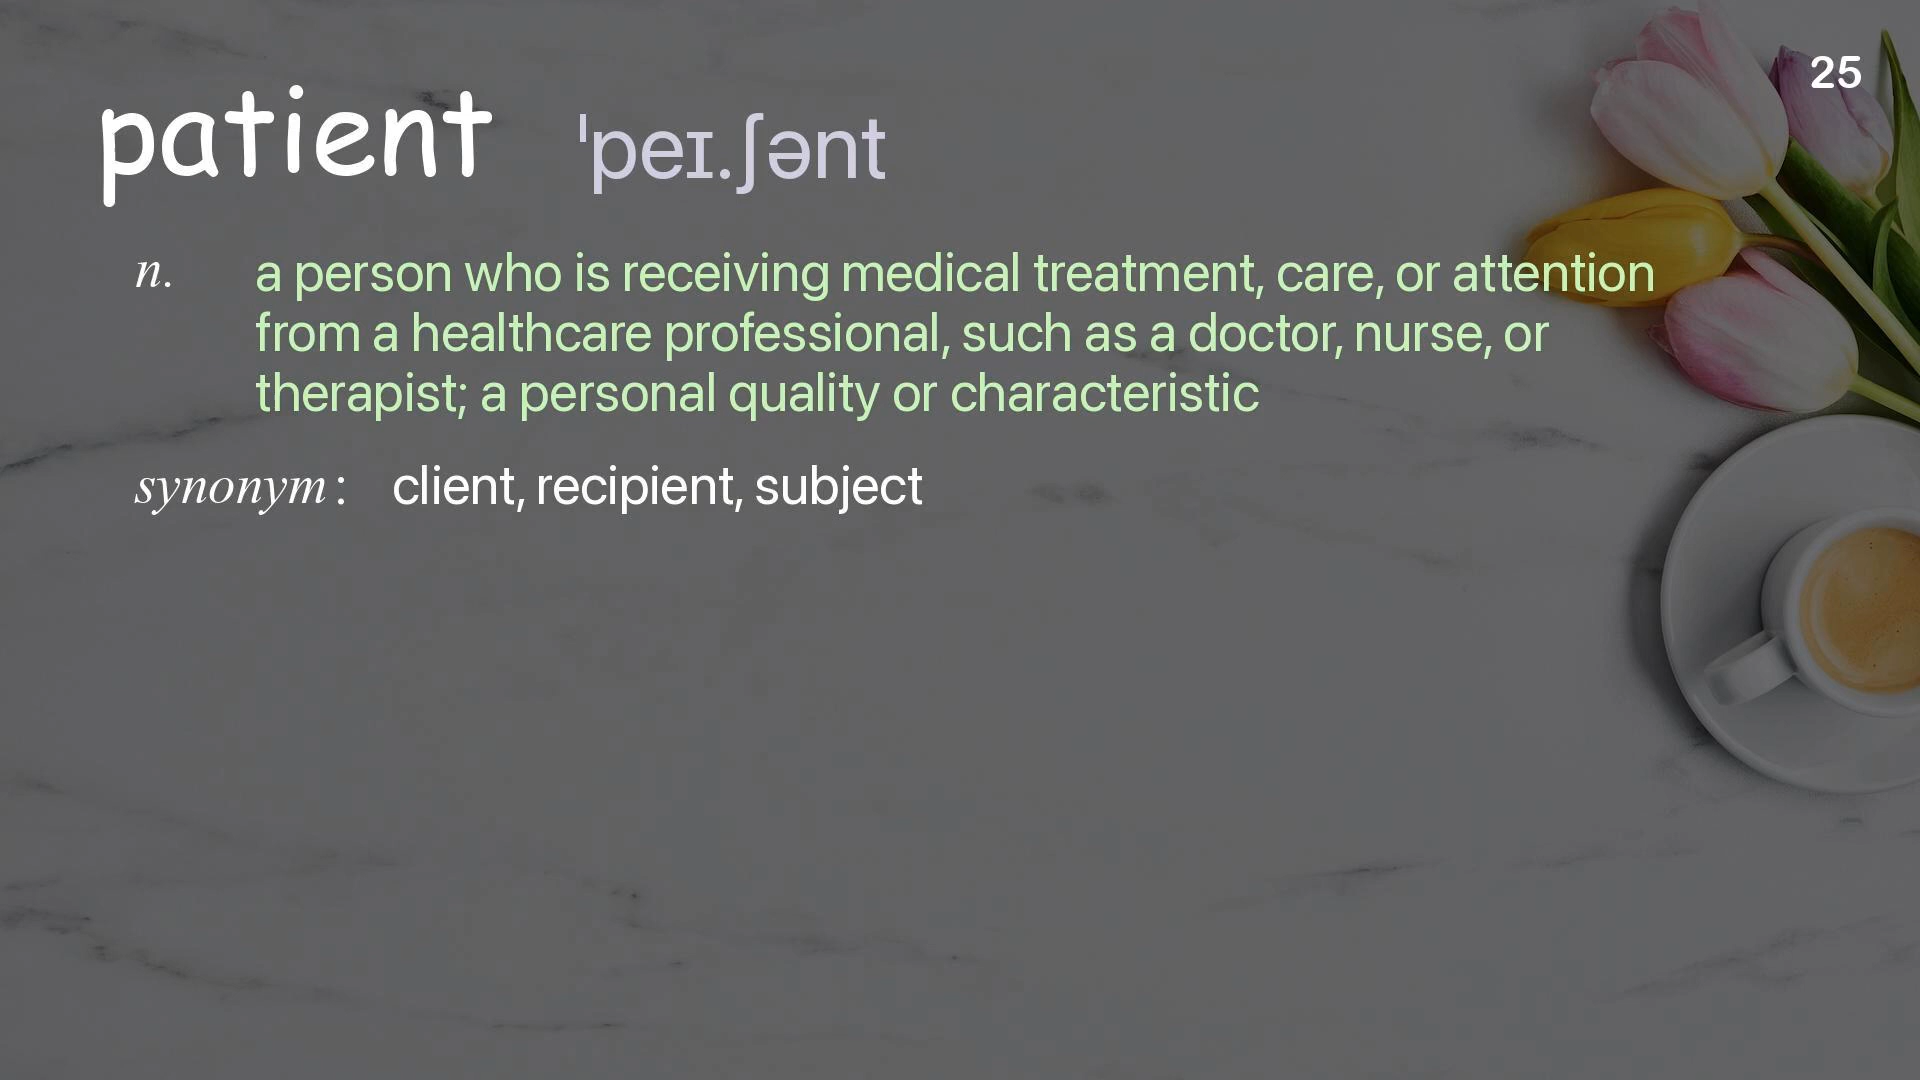 25
patient ˈpeɪ.ʃənt
n. a person who is receiving medical treatment, care, or attention
from a healthcare professional, such as a doctor, nurse, or
therapist; a personal quality or characteristic
synonym: client, recipient, subject